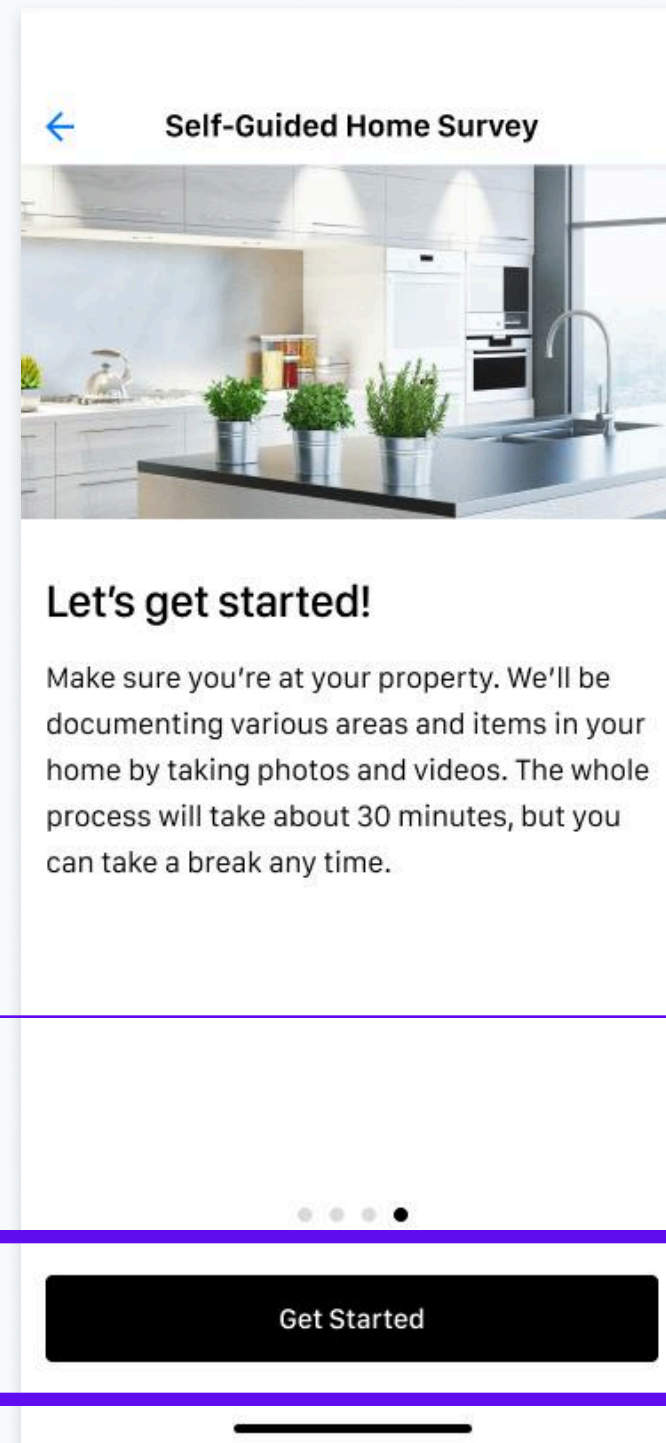 Self-Guided Home Survey
Let's get started!
Make sure you're at your property. We'll be
documenting various areas and items in your
home by taking photos and videos. The whole
process will take about 30 minutes, but you
can take a break any time.
Get Started